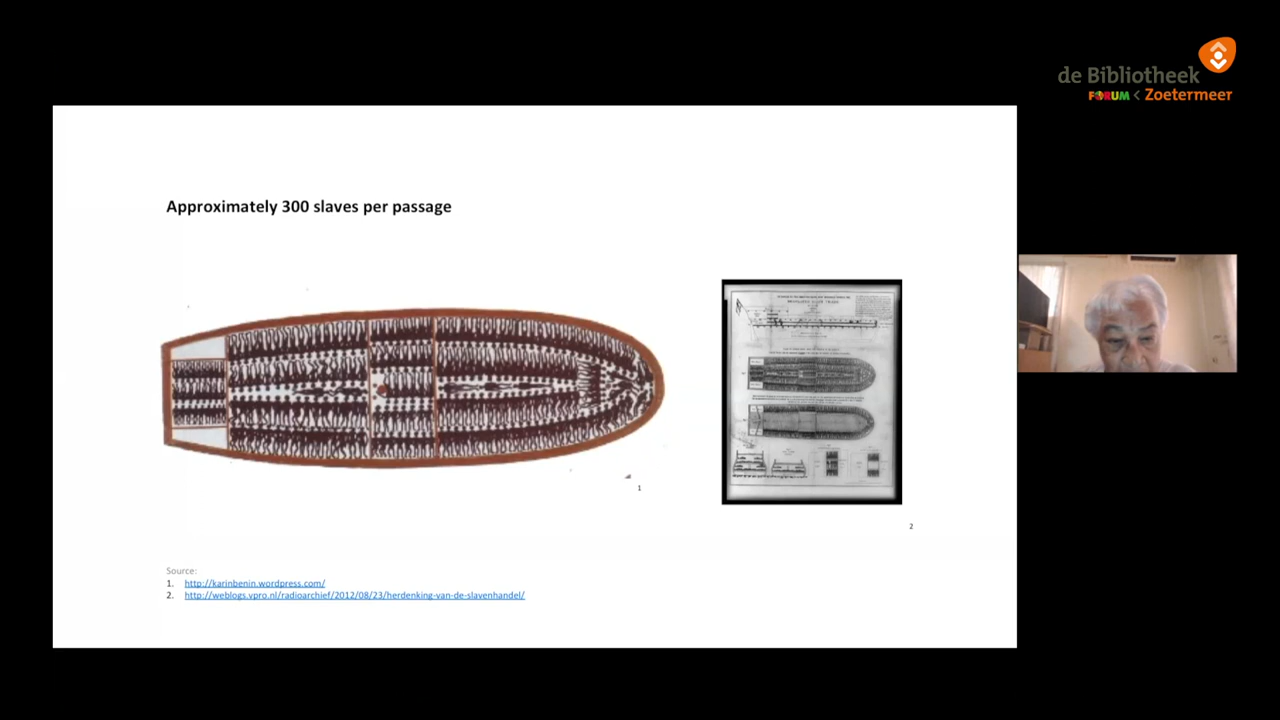 de Bibliotheek
FORUM < Zoetermeer
Approximately 300 slaves per passage
1
2
Source:
1. http://karinbenin.wordpress.com/
2. http://weblogs.vpro.nl/radioarchief/2012/08/23/herdenking-van-de-slavenhandel/